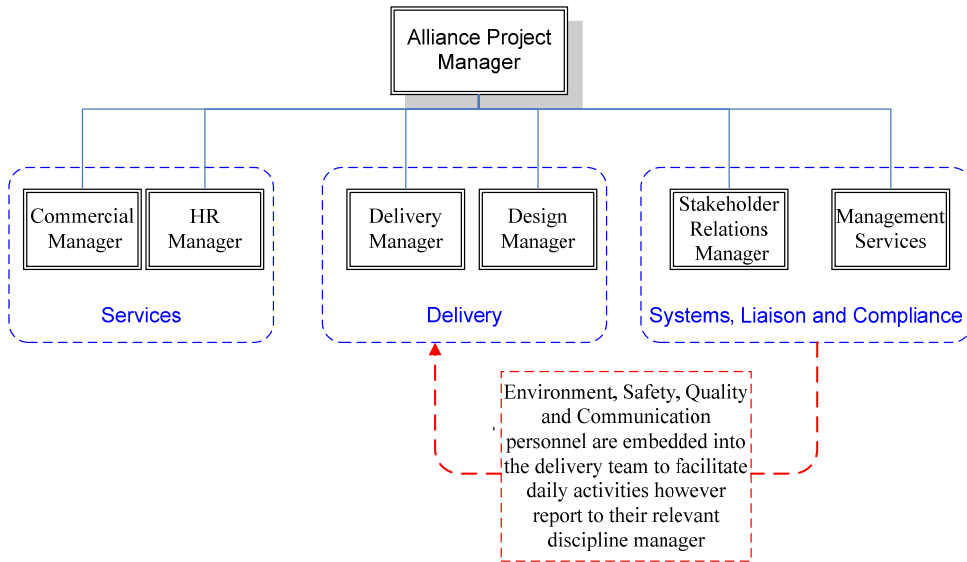 Alliance Project
Manager
Commercial
Manager
HR
Manager
Services
Delivery
Manager
Design
Manager
Delivery
Stakeholder
Relations
Manager
Management
Services
Systems, Liaison and Compliance
Environment, Safety, Quality
and Communication
personnel are embedded into
the delivery team to facilitate
daily activities however
report to their relevant
discipline manager